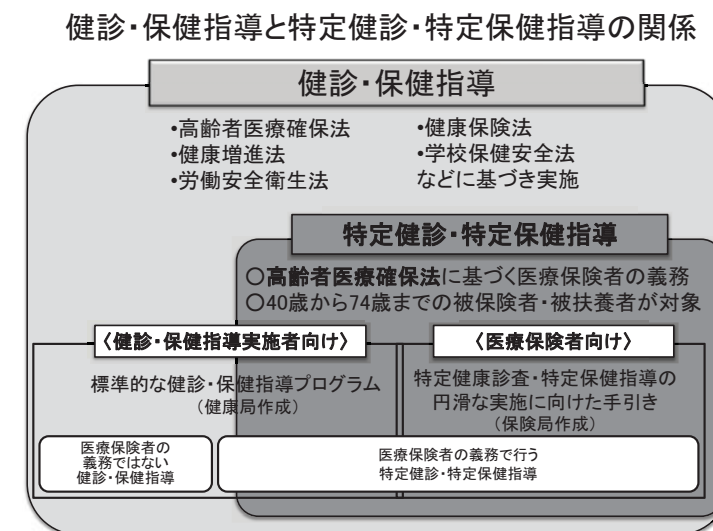 健診・保健指導と特定健診・特定保健指導の関係
健診・保健指導
•高齢者医療確保法
•健康増進法
•労働安全衛生法
•健康保険法
•学校保健安全法
などに基づき実施
特定健診・特定保健指導
○高齢者医療確保法に基づく医療保険者の義務
○40歳から74歳までの被保険者・被扶養者が対象
〈健診・保健指導実施者向け〉
標準的な健診・保健指導プログラム
(健康局作成)
〈医療保険者向け〉
特定健康診査・特定保健指導の
円滑な実施に向けた手引き
(保険局作成)
医療保険者の
義務ではない
健診・保健指導
医療保険者の義務で行う
特定健診・特定保健指導